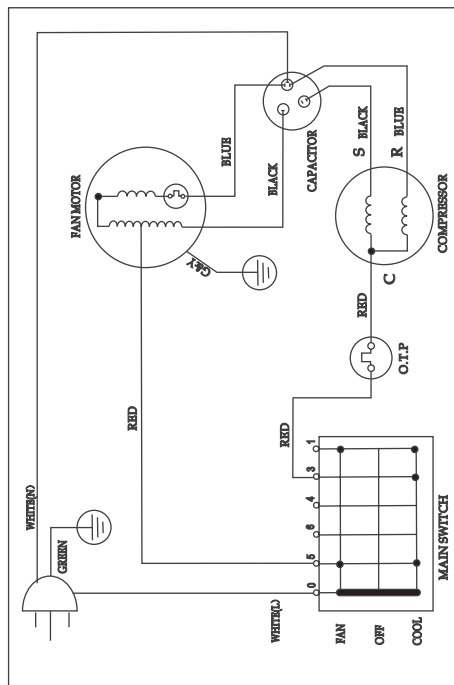 CAPACITOR
BLUE
BLACK
S
BLACK
R
BLUE
COMPRESSOR
C
FAN MOTOR
G&Y
RED
O.T.P
RED
RED
WHITE(N)
GREEN
WHITE(L)
0
5
6
4
3
1
FAN
OFF
COOL
MAIN SWITCH